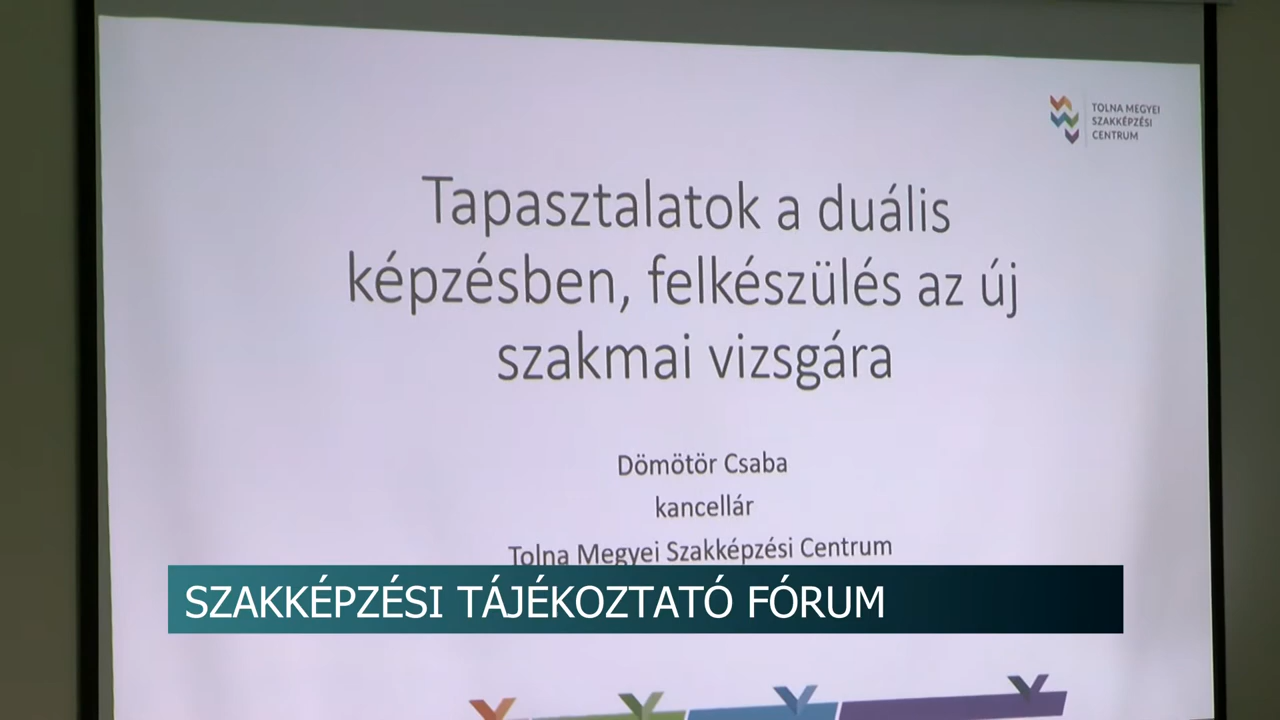 TOLNA MEGYEI
SZAKKÉPZÉSI
CENTRUM
Tapasztalatok a duális
képzésben, felkészülés az új
szakmai vizsgára
Dömötör Csaba
kancellár
Tolna Megyei Szakképzési Centrum
SZAKKÉPZÉSI TÁJÉKOZTATÓ FÓRUM